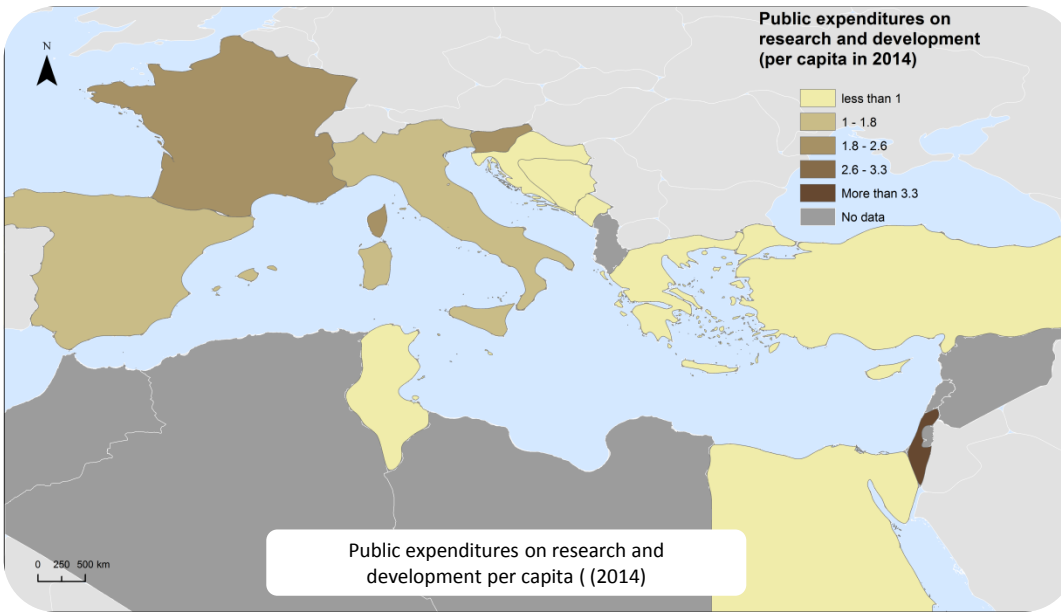 Public expenditures on
research and development
(per capita in 2014)
N
less than 1
1 - 1.8
1.8 - 2.6
2.6 - 3.3
More than 3.3
No data
Public expenditures on research and
development per capita ( (2014)
0 250 500 km